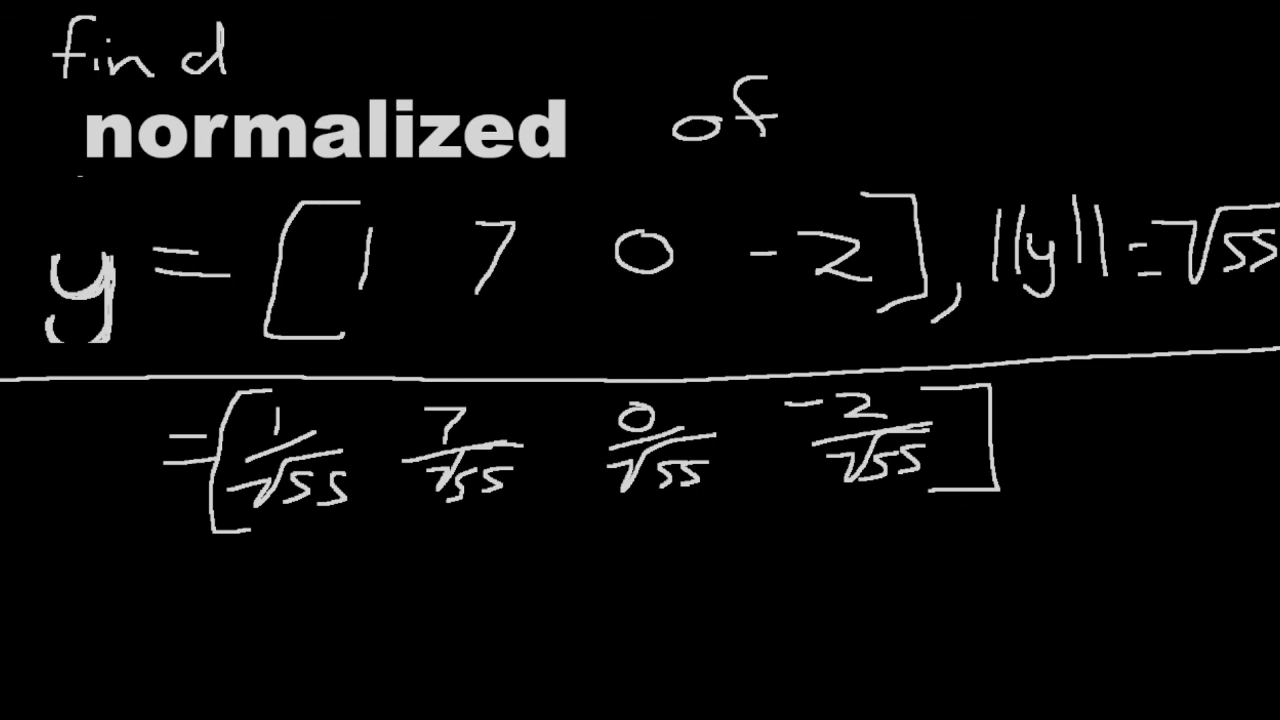 find
normalized of
y = [1 7 0 -2], ||y|| = √55
= [1/√55 7/√55 0/√55 -2/√55]